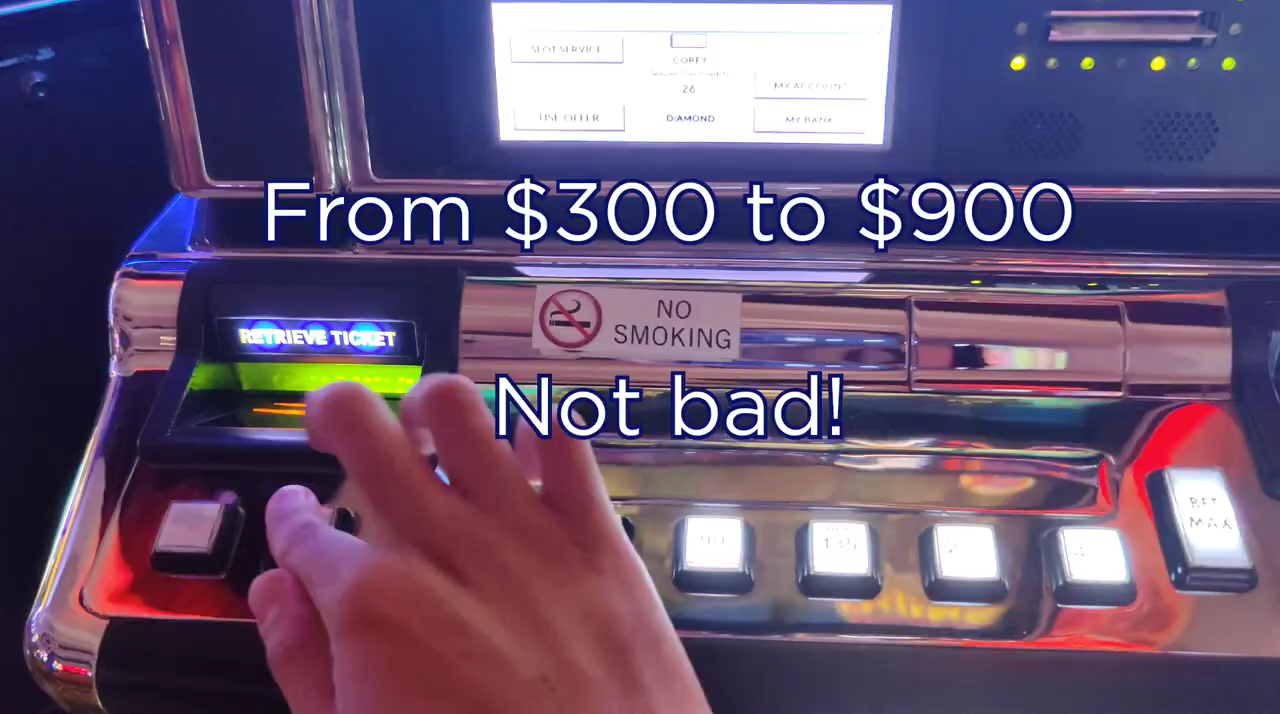 SLOT SERVICE
COREY
26
MY ACCOUNT
USE OFFER
DIAMOND
MY BANK
From $300 to $900
NO
SMOKING
RETRIEVE TICKET
Not bad!
BET
MAX